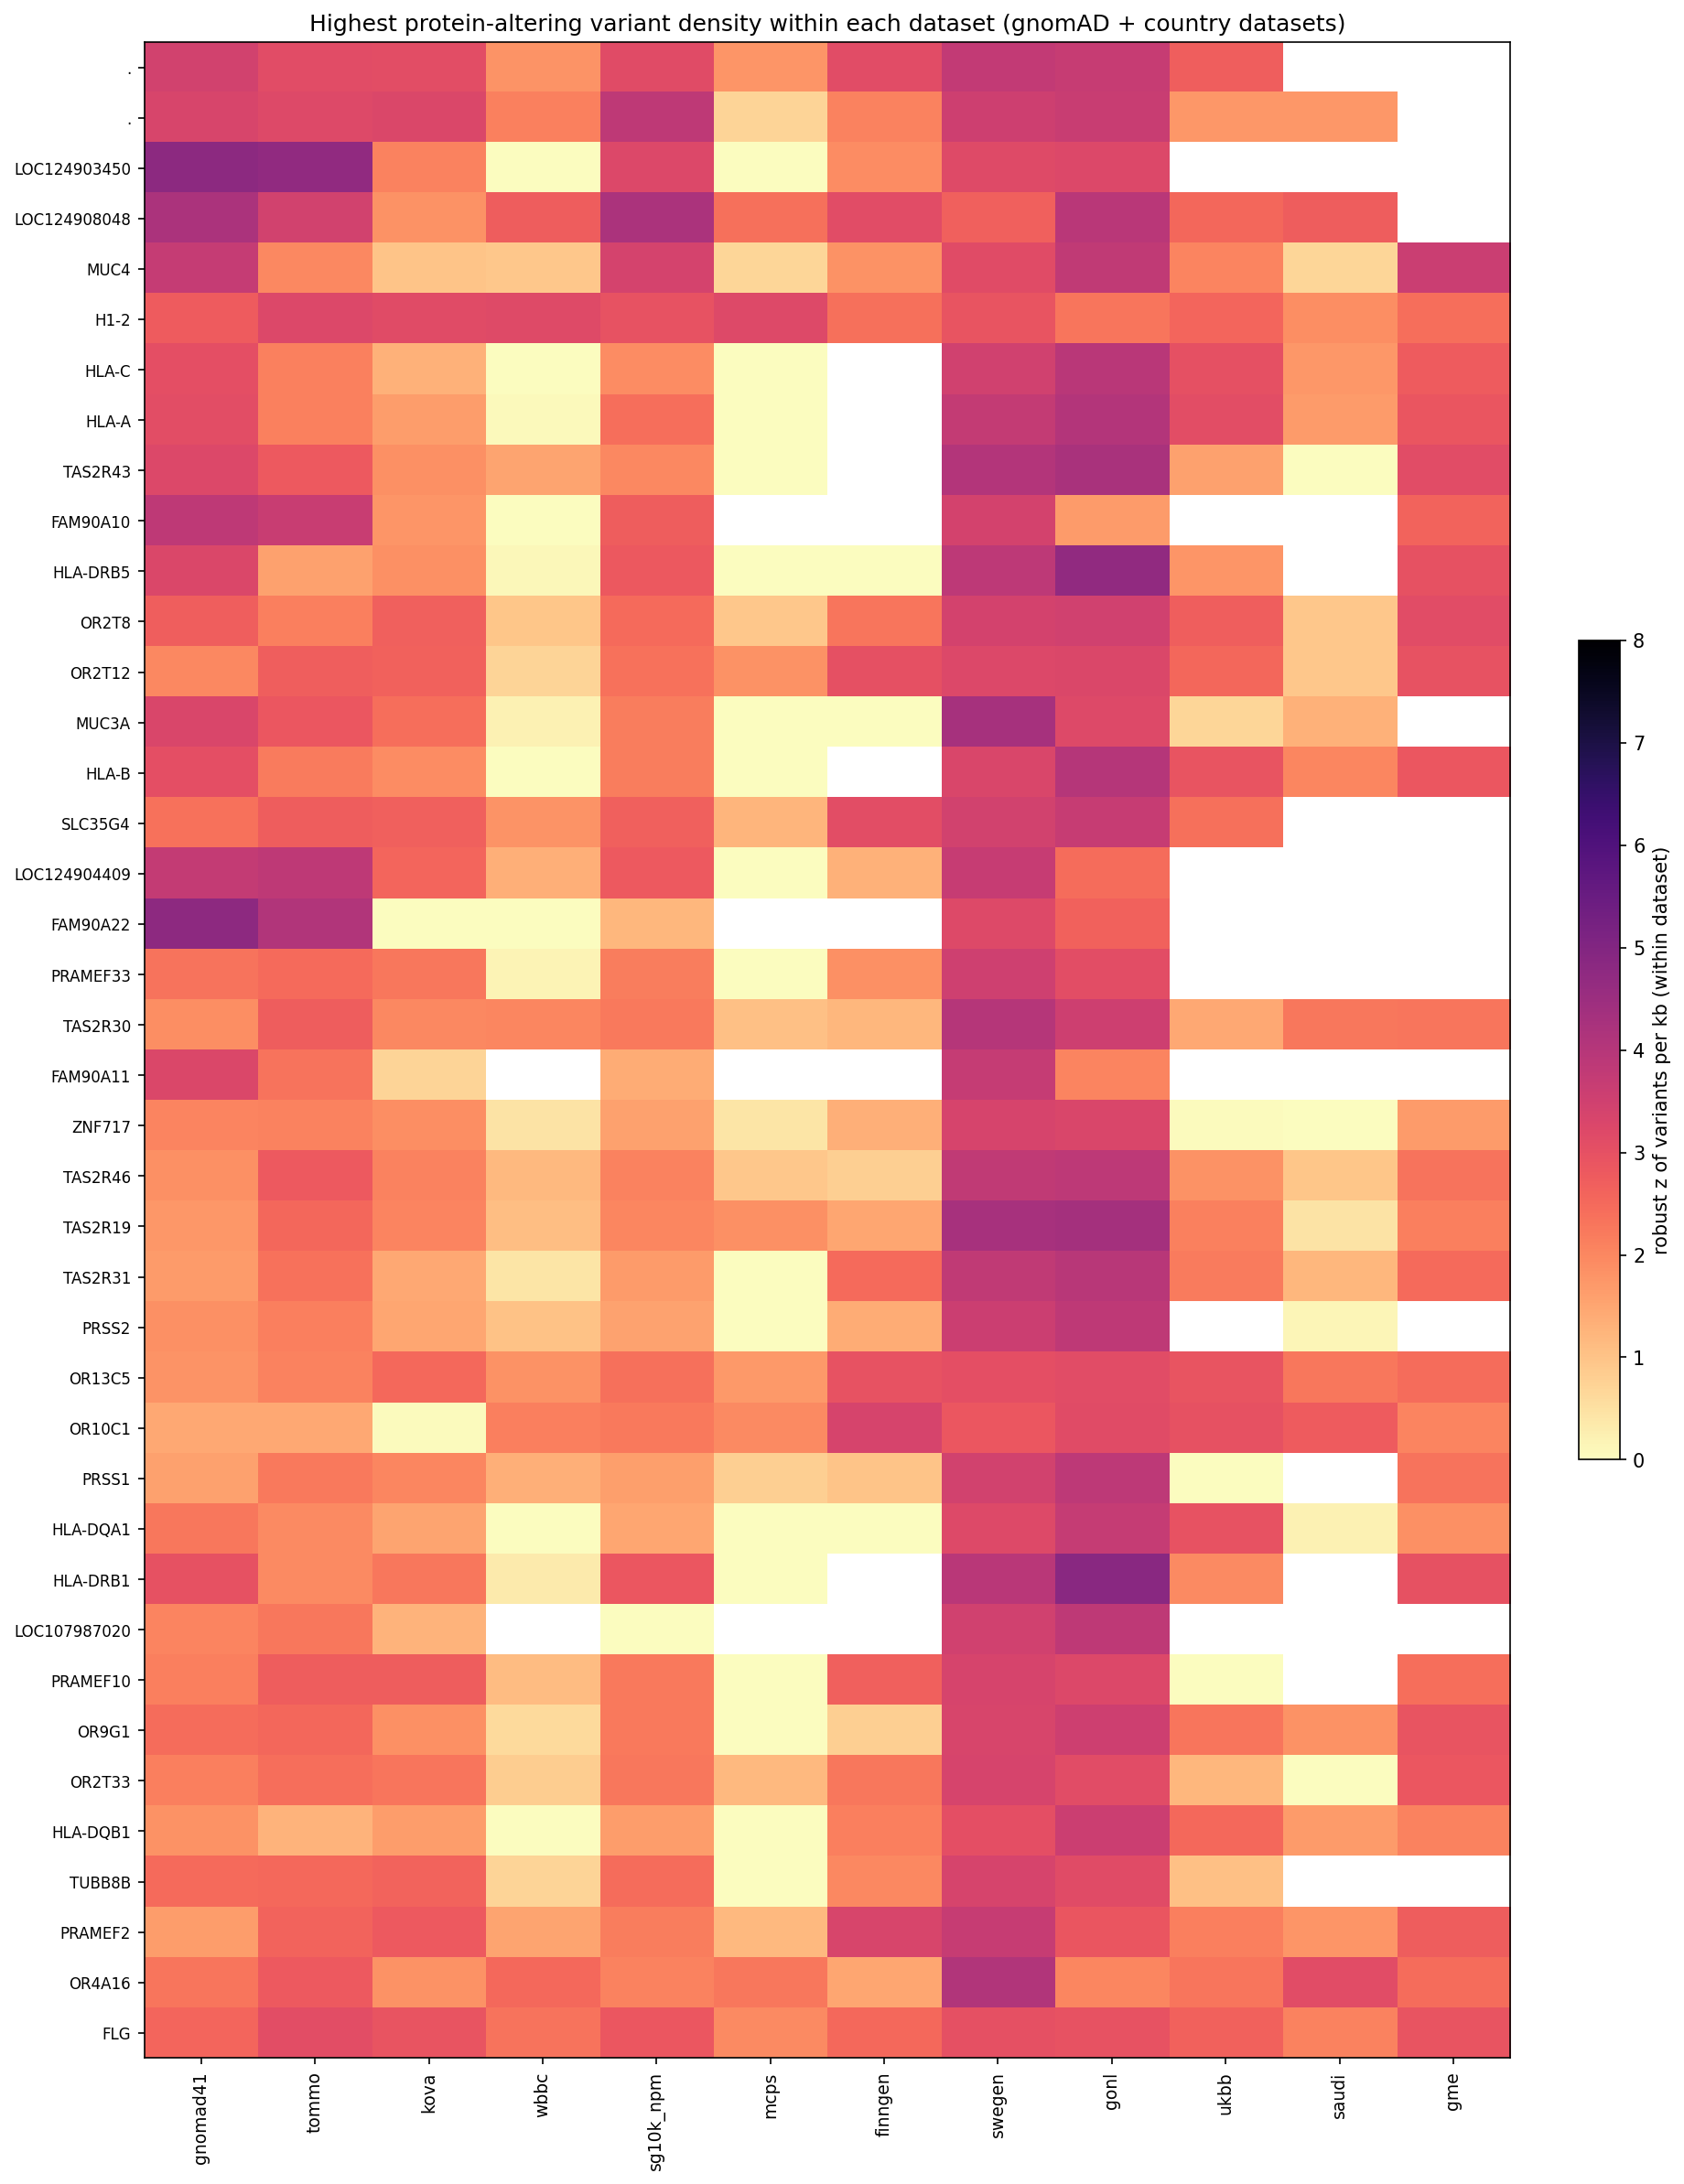 Highest protein-altering variant density within each dataset (gnomAD + country datasets)
.
.
LOC124903450
LOC124908048
MUC4
H1-2
HLA-C
HLA-A
TAS2R43
FAM90A10
HLA-DRB5
OR2T8
OR2T12
MUC3A
HLA-B
SLC35G4
LOC124904409
FAM90A22
PRAMEF33
TAS2R30
FAM90A11
ZNF717
TAS2R46
TAS2R19
TAS2R31
PRSS2
OR13C5
OR10C1
PRSS1
HLA-DQA1
HLA-DRB1
LOC107987020
PRAMEF10
OR9G1
OR2T33
HLA-DQB1
TUBB8B
PRAMEF2
OR4A16
FLG
gnomad41
tommo
kova
wbbc
sg10k_npm
mcps
finngen
swegen
gonl
ukbb
saudi
gme
8
7
6
5
4
3
2
1
0
robust z of variants per kb (within dataset)